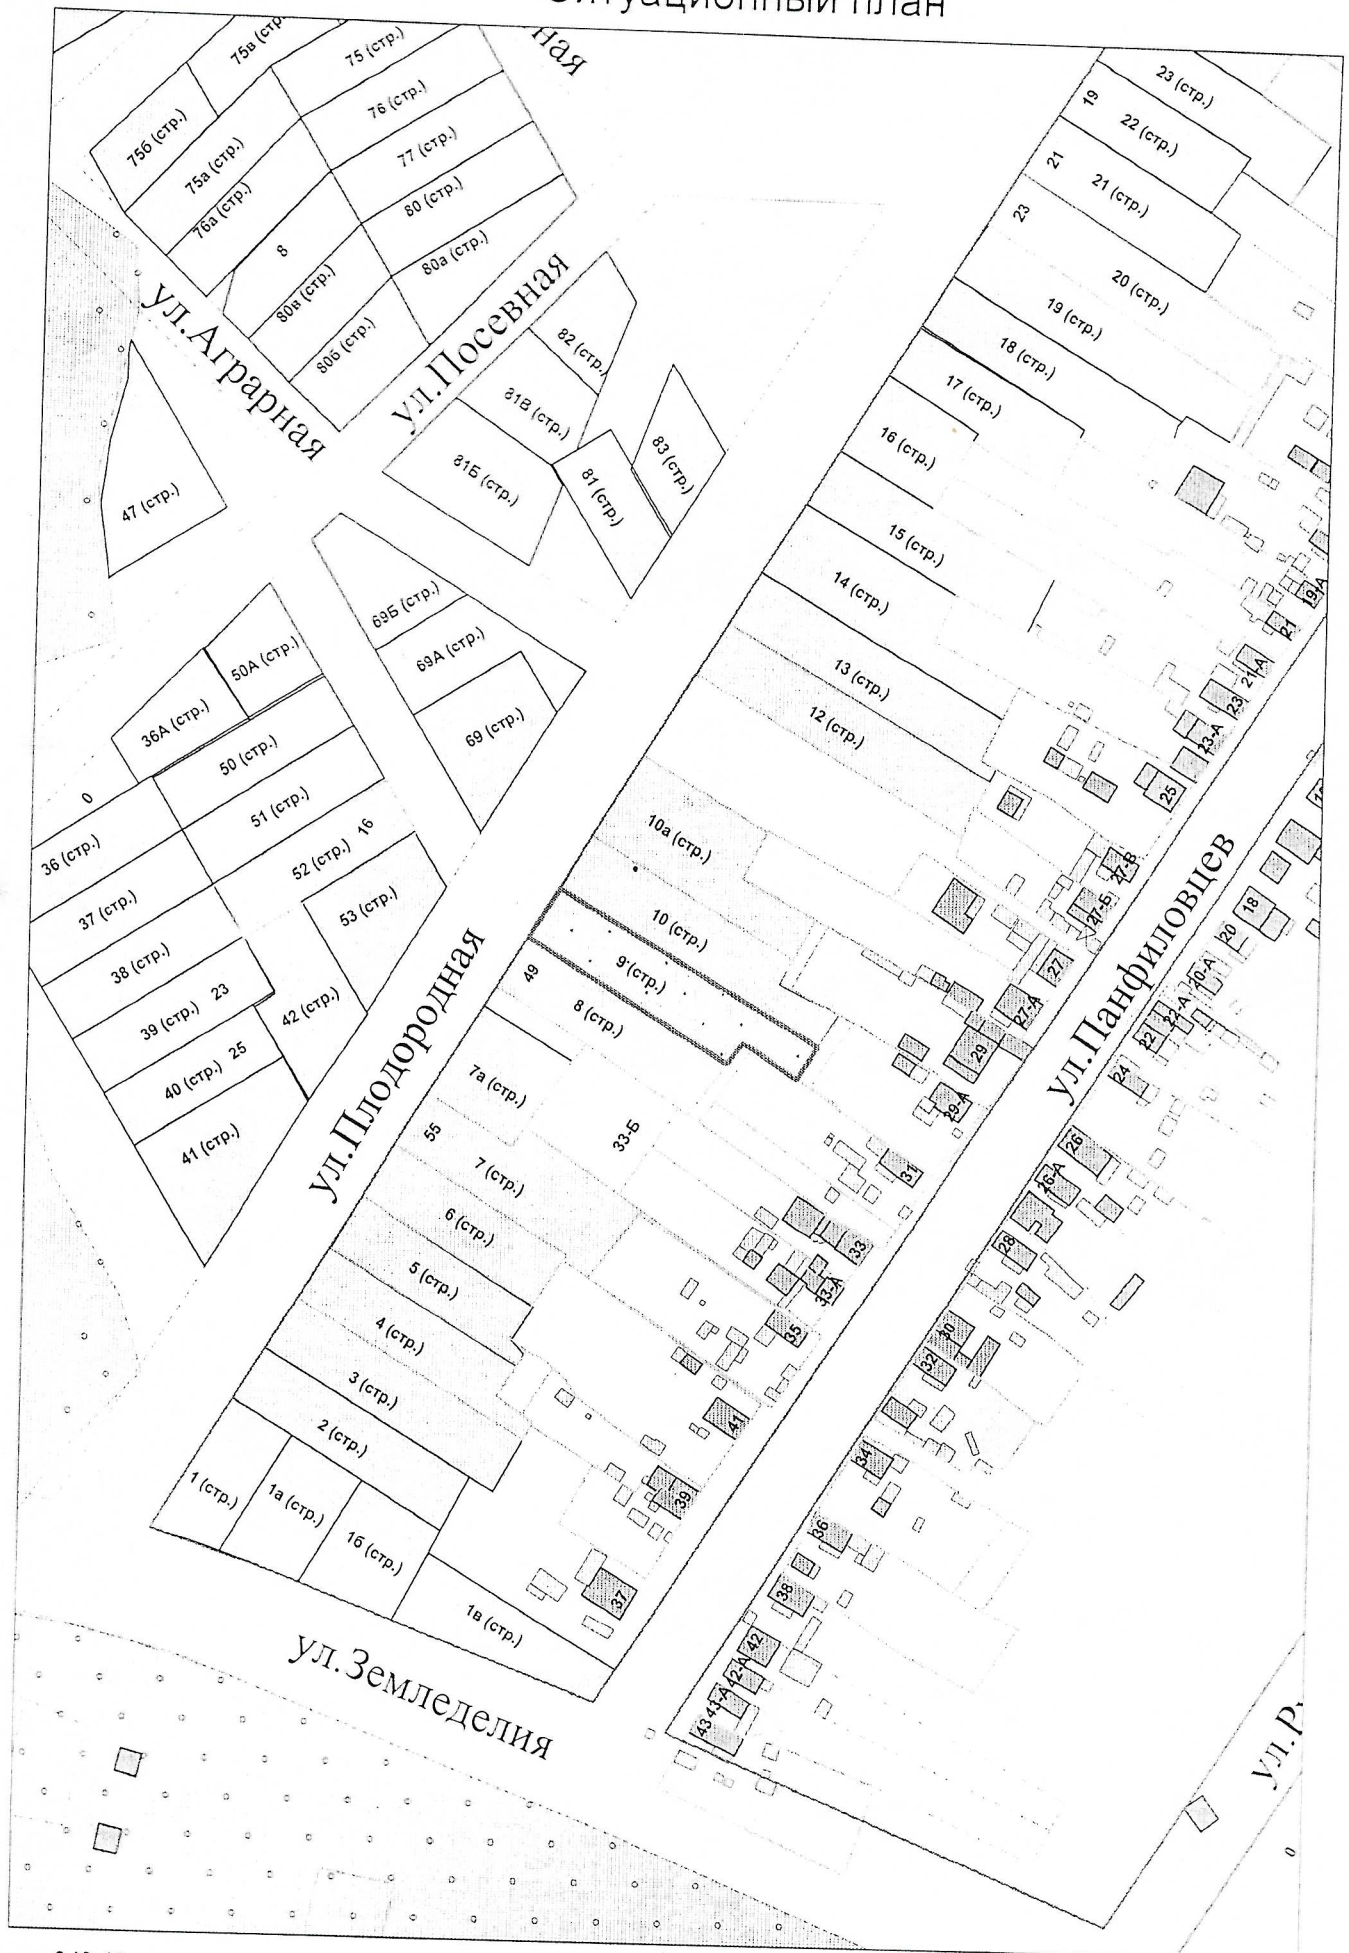 Ситуационный план
ная
75в (стр.)
75 (стр.)
75б (стр.)
76 (стр.)
75а (стр.)
77 (стр.)
76а (стр.)
80 (стр.)
8
80а (стр.)
80в (стр.)
80б (стр.)
ул.Аграрная
ул.Посевная
82 (стр.)
81В (стр.)
81Б (стр.)
81 (стр.)
83 (стр.)
47 (стр.)
23 (стр.)
19
22 (стр.)
21
21 (стр.)
23
20 (стр.)
19 (стр.)
18 (стр.)
17 (стр.)
16 (стр.)
15 (стр.)
14 (стр.)
13 (стр.)
12 (стр.)
69Б (стр.)
69А (стр.)
69 (стр.)
50А (стр.)
36А (стр.)
50 (стр.)
51 (стр.)
52 (стр.) 16
53 (стр.)
36 (стр.)
37 (стр.)
38 (стр.)
39 (стр.) 23
42 (стр.)
40 (стр.) 25
41 (стр.)
10а (стр.)
10 (стр.)
9 (стр.)
49
8 (стр.)
ул.Плодородная
7а (стр.)
55
33-Б
7 (стр.)
6 (стр.)
5 (стр.)
4 (стр.)
3 (стр.)
2 (стр.)
1 (стр.)
1а (стр.)
1б (стр.)
1в (стр.)
19-А
21
21-А
23
23-А
25
27-В
27-Б
27
27-А
29
29-А
31
33
33-А
35
41
39
37
ул.Панфиловцев
18
20
20-А
22-А
22
24
26
26-А
28
30
32
34
36
38
42
42-А
43-А
43
ул.Земледелия